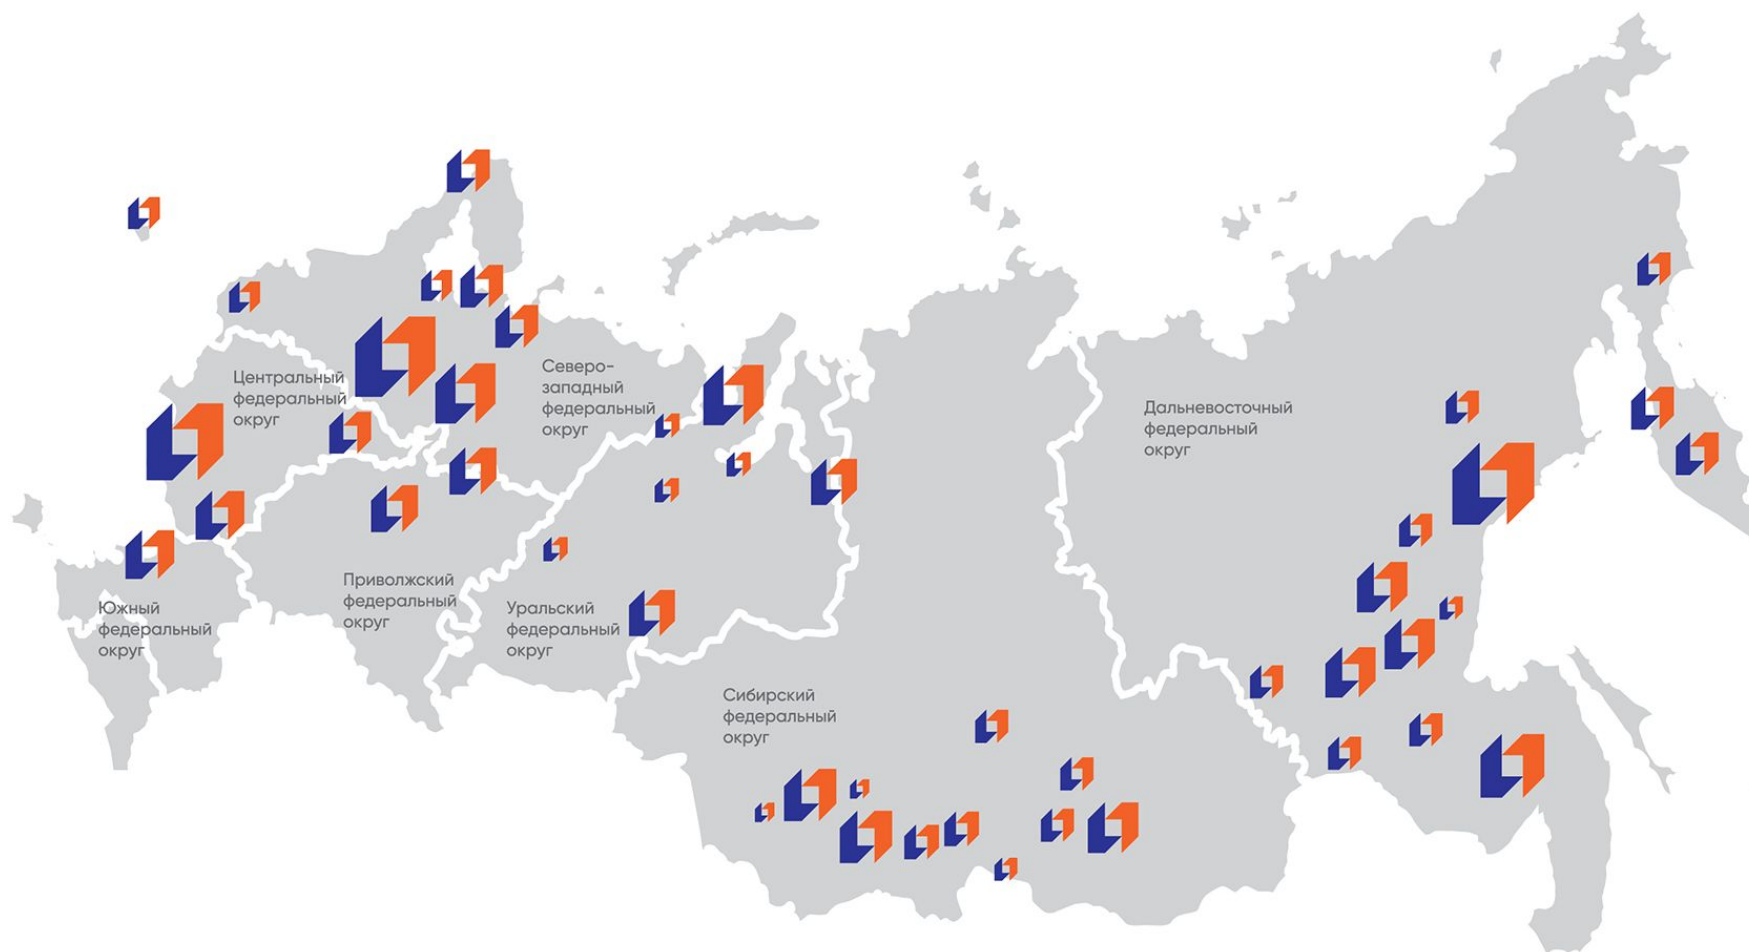 Центральный
федеральный
округ
Северо-
западный
федеральный
округ
Дальневосточный
федеральный
округ
Приволжский
федеральный
округ
Южный
федеральный
округ
Уральский
федеральный
округ
Сибирский
федеральный
округ